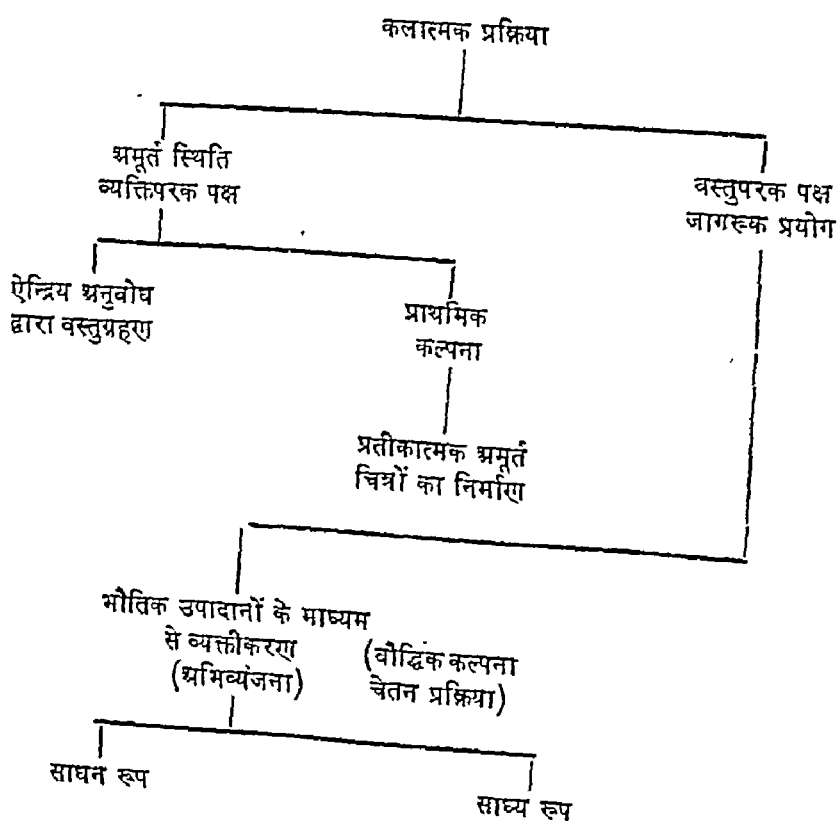 कलात्मक प्रक्रिया
अमूर्त स्थिति
व्यक्तिपरक पक्ष
वस्तुपरक पक्ष
जागरूक प्रयोग
ऐन्द्रिय अनुवोध
द्वारा वस्तुग्रहण
प्राथमिक
कल्पना
प्रतीकात्मक अमूर्त
चित्रों का निर्माण
भौतिक उपादानों के माध्यम
से व्यक्तीकरण
(अभिव्यंजना)
(वौद्धिक कल्पना
चेतन प्रक्रिया)
साधन रूप
साध्य रूप